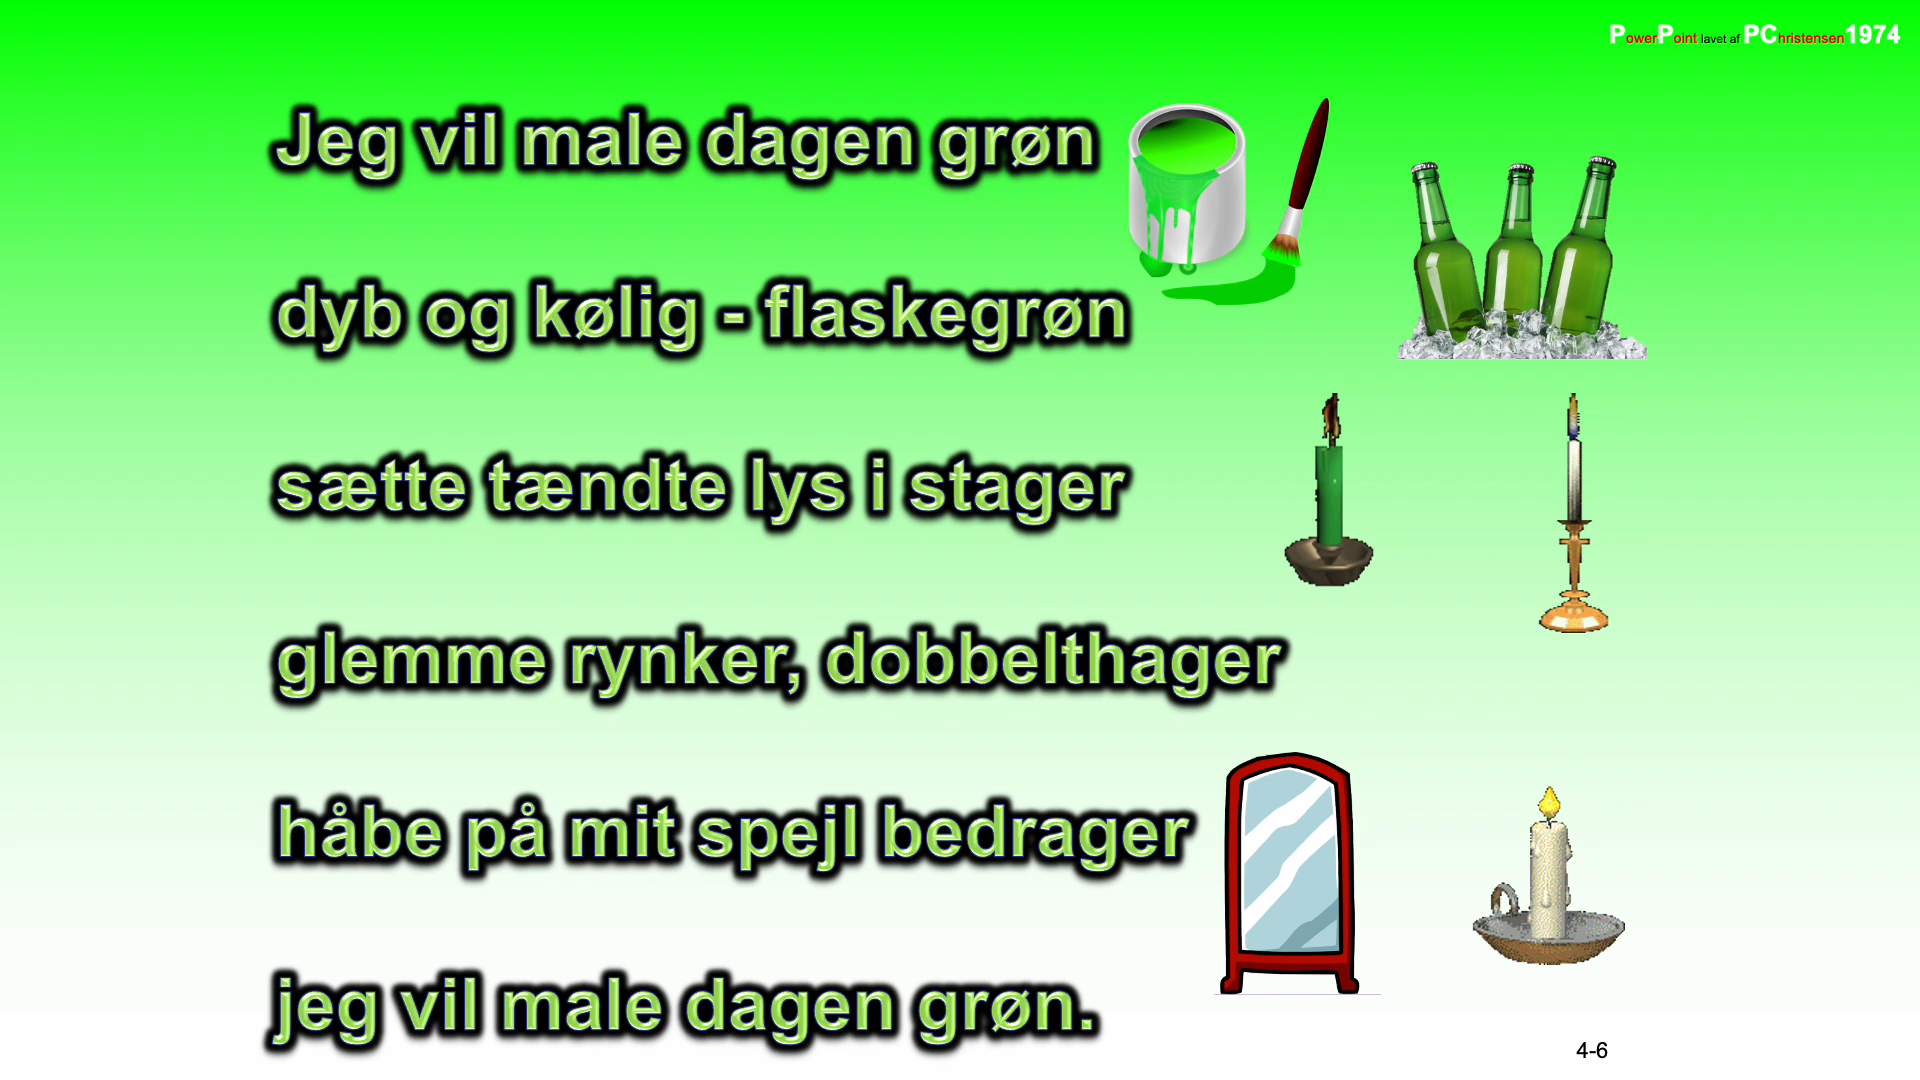 PowerPoint lavet af PChristensen1974
Jeg vil male dagen grøn
dyb og kølig - flaskegrøn
sætte tændte lys i stager
glemme rynker, dobbelthager
håbe på mit spejl bedrager
jeg vil male dagen grøn.
4-6